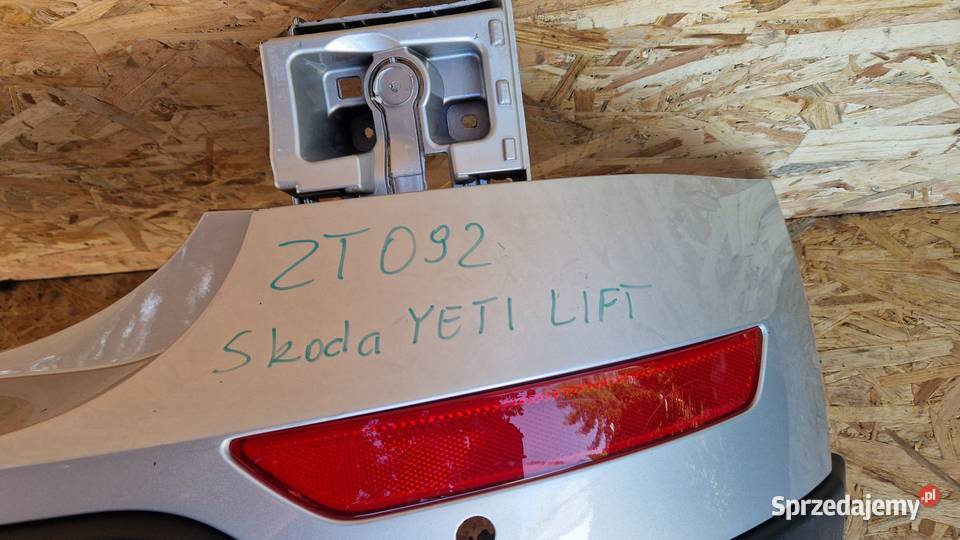 ZT092
Skoda YETI LIFT
Sprzedajemy.pl